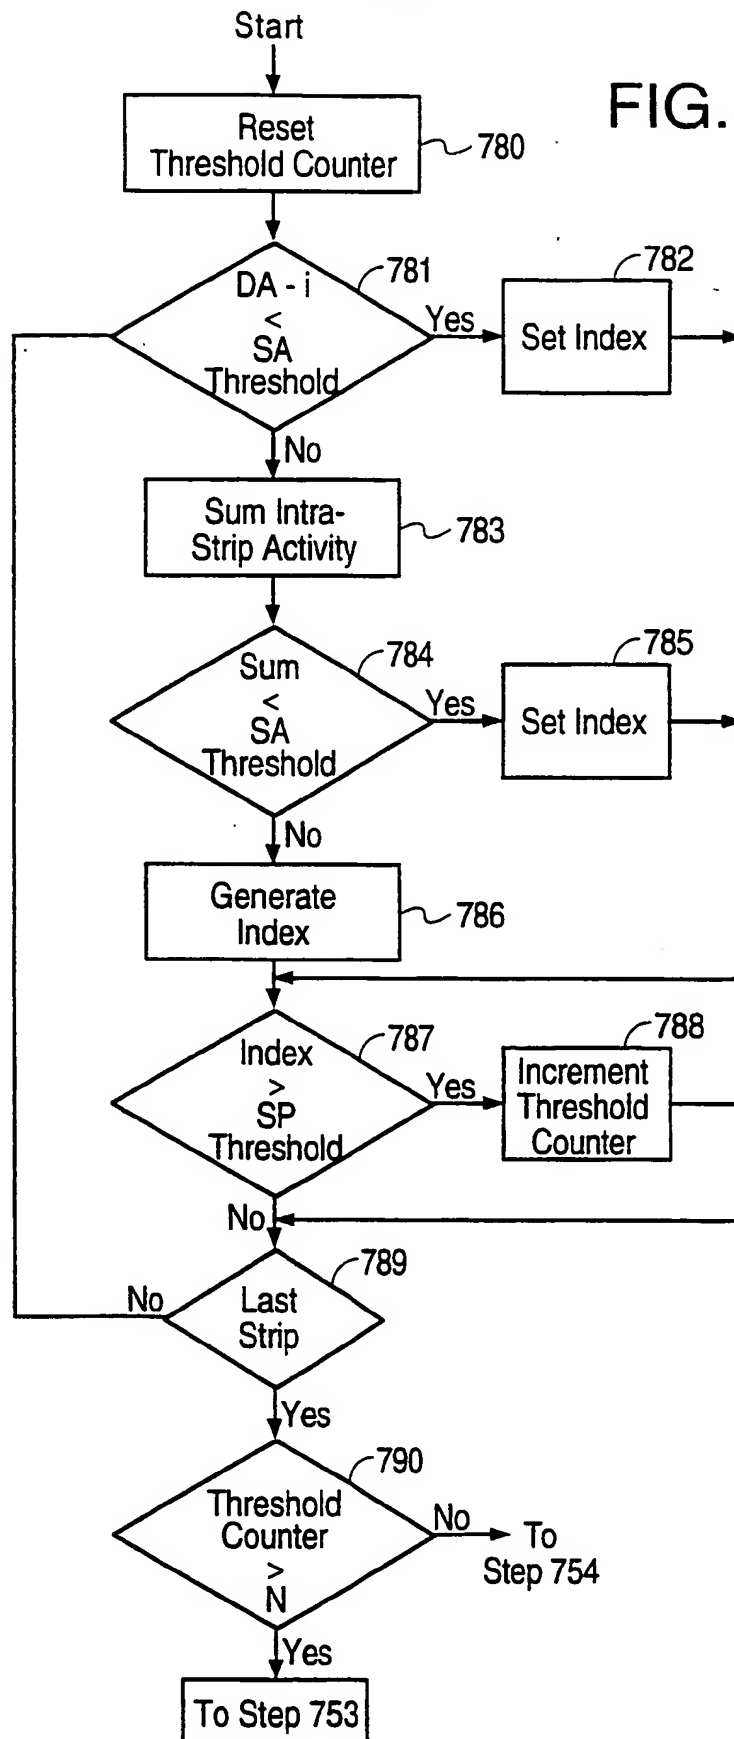 Start
FIG.
Reset
Threshold Counter
780
DA - i
<
SA
Threshold
781
Yes
782
Set Index
No
Sum Intra-
Strip Activity
783
Sum
<
SA
Threshold
784
Yes
785
Set Index
No
Generate
Index
786
Index
>
SP
Threshold
787
Yes
788
Increment
Threshold
Counter
No
789
No
Last
Strip
Yes
790
Threshold
Counter
>
N
No
To
Step 754
Yes
To Step 753